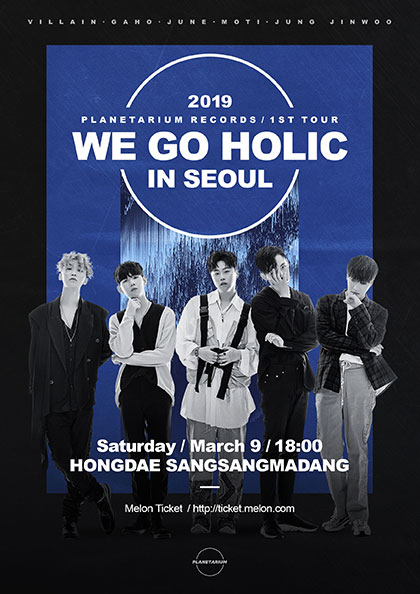 VILLAIN·GAHO·JUNE·MOTI·JUNG JINWOO
2019
PLANETARIUM RECORDS / 1ST TOUR
WE GO HOLIC
IN SEOUL
Saturday / March 9 / 18:00
HONGDAE SANGSANGMADANG
Melon Ticket / http://ticket.melon.com
PLANETARIUM